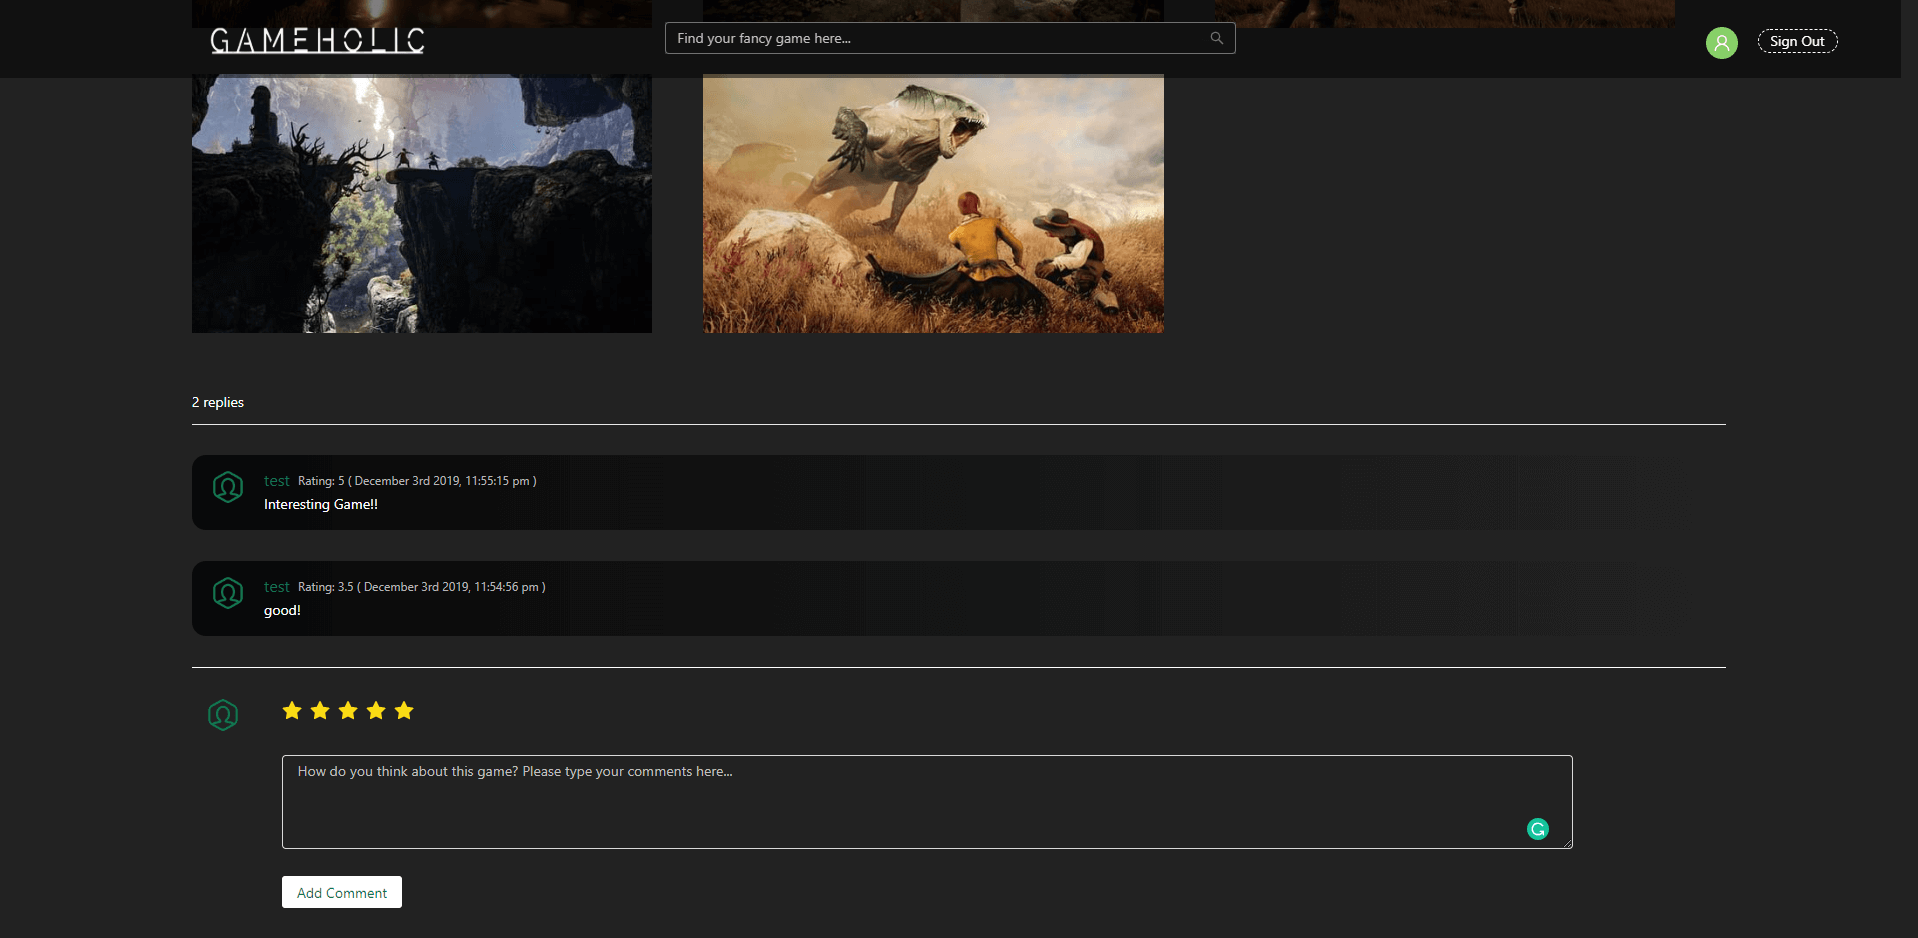 GAMEHOLIC
Find your fancy game here...
Sign Out
2 replies
test Rating: 5 ( December 3rd 2019, 11:55:15 pm )
Interesting Game!!
test Rating: 3.5 ( December 3rd 2019, 11:54:56 pm )
good!
How do you think about this game? Please type your comments here...
Add Comment